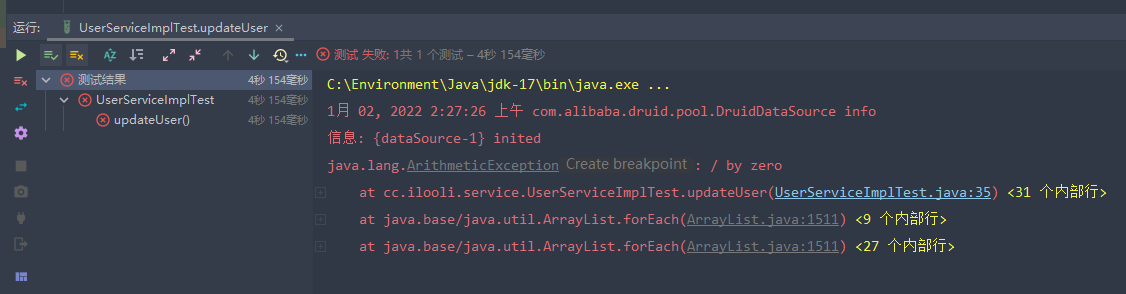 运行: UserServiceImplTest.updateUser ×
测试 失败: 1共 1 个测试 – 4秒 154毫秒
测试结果 4秒 154毫秒
UserServiceImplTest 4秒 154毫秒
updateUser() 4秒 154毫秒
C:\Environment\Java\jdk-17\bin\java.exe ...
1月 02, 2022 2:27:26 上午 com.alibaba.druid.pool.DruidDataSource info
信息: {dataSource-1} inited
java.lang.ArithmeticException Create breakpoint : / by zero
at cc.ilooli.service.UserServiceImplTest.updateUser(UserServiceImplTest.java:35) <31 个内部行>
at java.base/java.util.ArrayList.forEach(ArrayList.java:1511) <9 个内部行>
at java.base/java.util.ArrayList.forEach(ArrayList.java:1511) <27 个内部行>